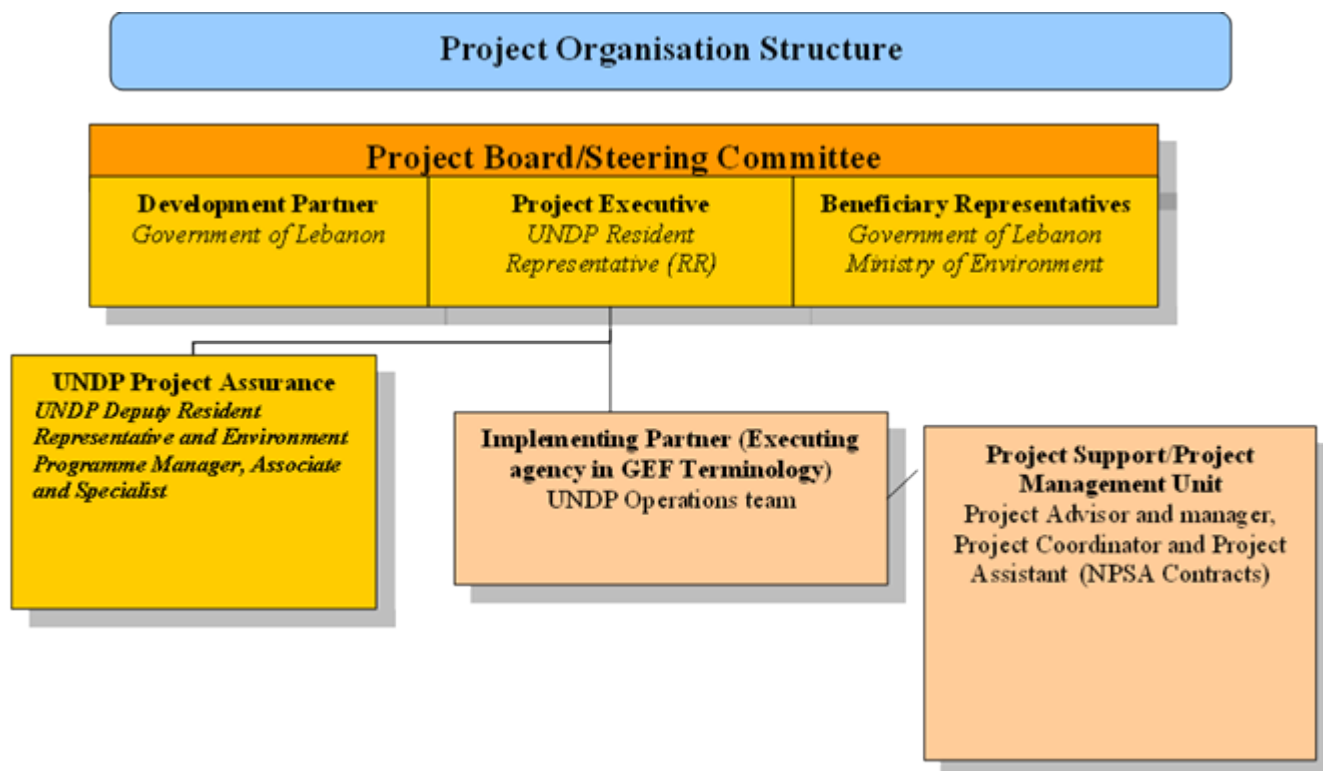 Project Organisation Structure
Project Board/Steering Committee
Development Partner
Government of Lebanon
Project Executive
UNDP Resident
Representative (RR)
Beneficiary Representatives
Government of Lebanon
Ministry of Environment
UNDP Project Assurance
UNDP Deputy Resident
Representative and Environment
Programme Manager, Associate
and Specialist
Implementing Partner (Executing
agency in GEF Terminology)
UNDP Operations team
Project Support/Project
Management Unit
Project Advisor and manager,
Project Coordinator and Project
Assistant (NPSA Contracts)